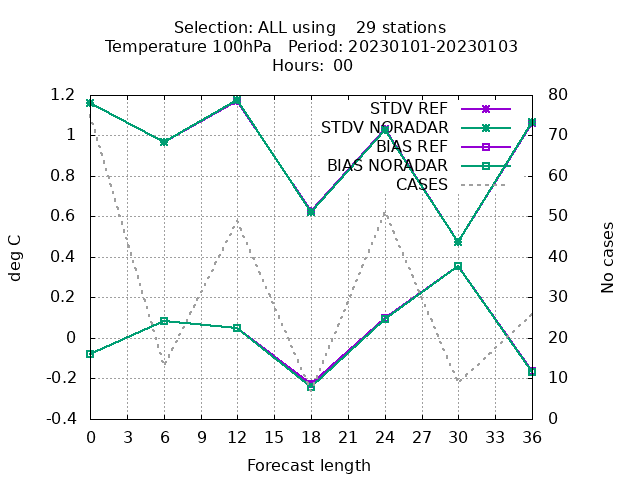 Selection: ALL using    29 stations
Temperature 100hPa   Period: 20230101-20230103
Hours:  00
1.2
1
0.8
0.6
0.4
0.2
0
-0.2
-0.4
80
70
60
50
40
30
20
10
0
deg C
No cases
STDV REF
STDV NORADAR
BIAS REF
BIAS NORADAR
CASES
0 3 6 9 12 15 18 21 24 27 30 33 36
Forecast length